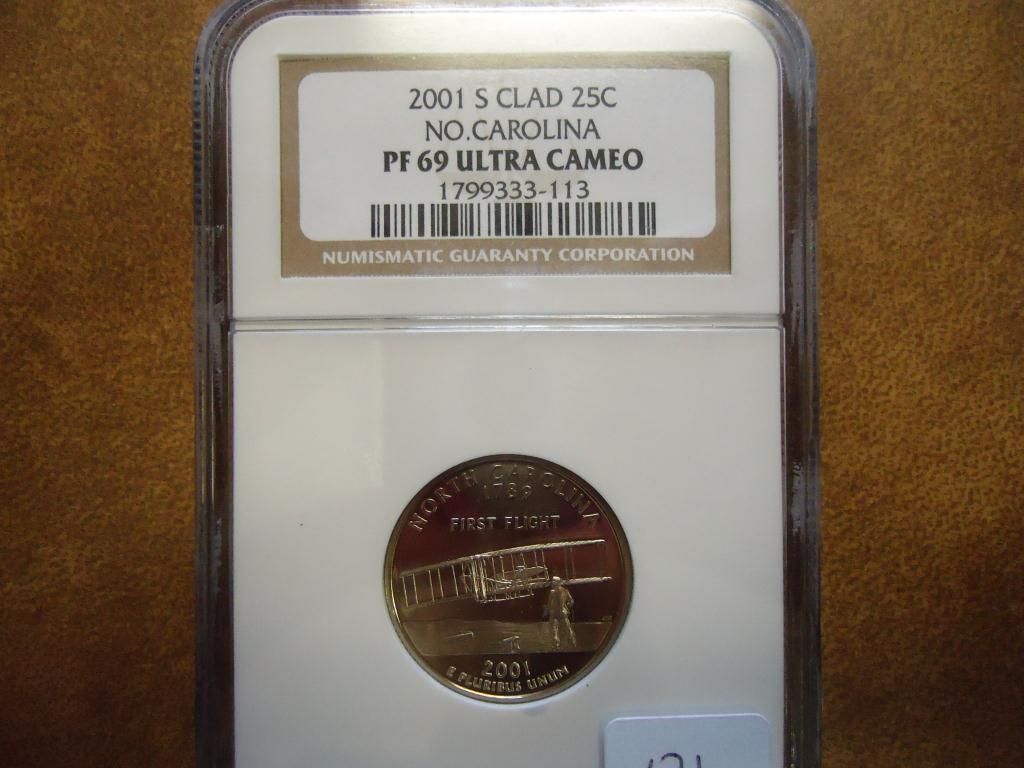 2001 S CLAD 25C
NO.CAROLINA
PF 69 ULTRA CAMEO
1799333-113
NUMISMATIC GUARANTY CORPORATION
NORTH CAROLINA
1789
FIRST FLIGHT
2001
E PLURIBUS UNUM